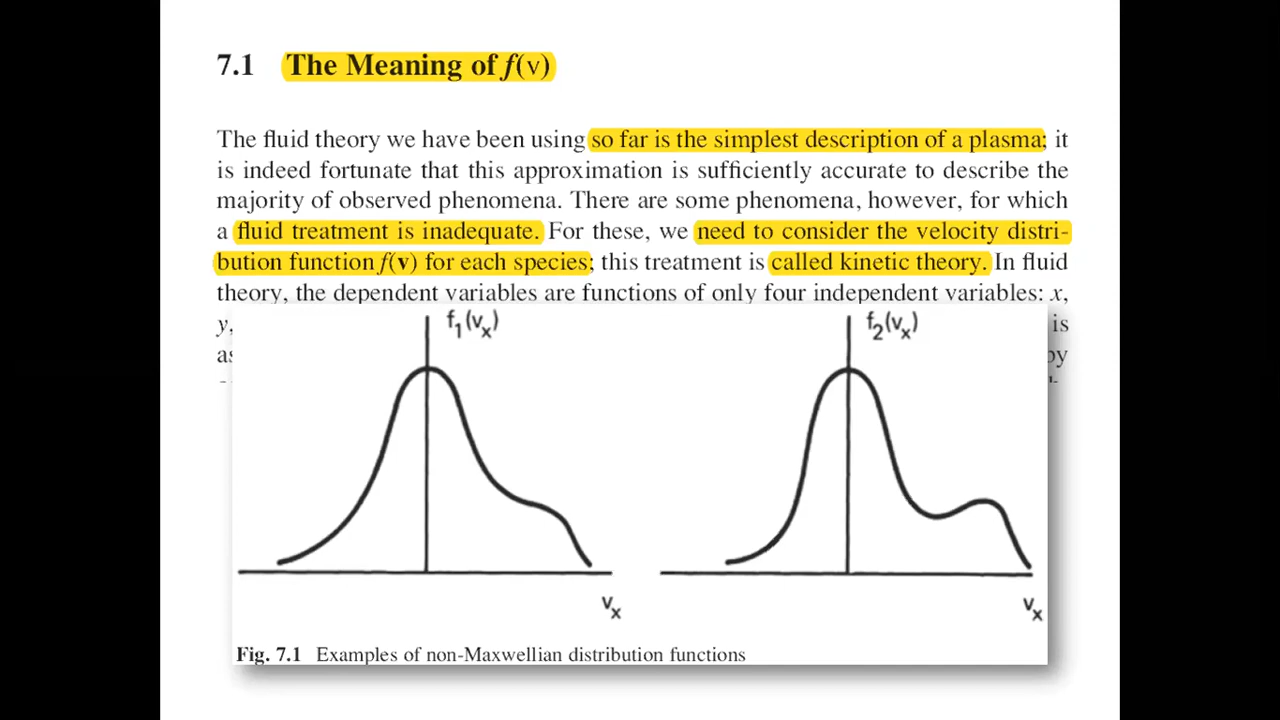 7.1 The Meaning of f(v)
The fluid theory we have been using so far is the simplest description of a plasma; it
is indeed fortunate that this approximation is sufficiently accurate to describe the
majority of observed phenomena. There are some phenomena, however, for which
a fluid treatment is inadequate. For these, we need to consider the velocity distri-
bution function f(v) for each species; this treatment is called kinetic theory. In fluid
theory, the dependent variables are functions of only four independent variables: x,
y, is
as by
f₁(vₓ) f₂(vₓ)
vₓ vₓ
Fig. 7.1 Examples of non-Maxwellian distribution functions